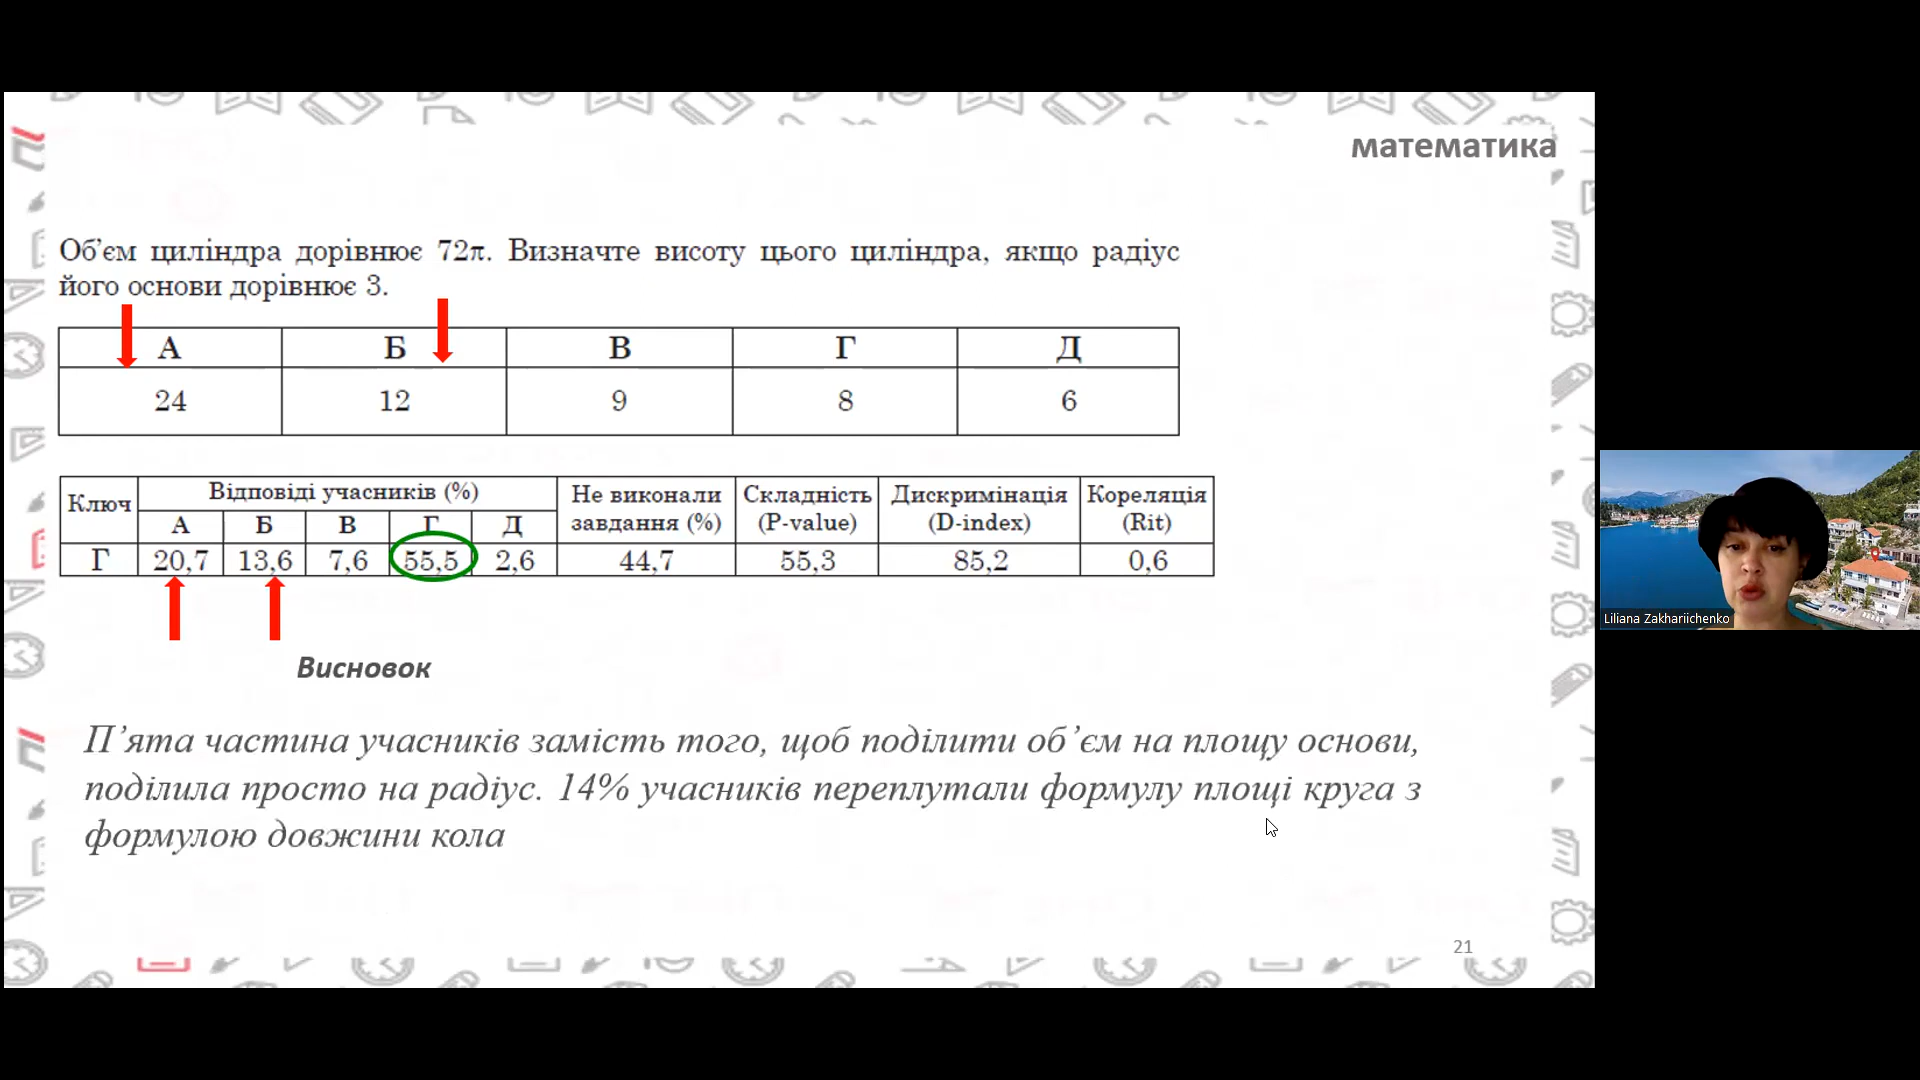 математика
Об’єм циліндра дорівнює 72π. Визначте висоту цього циліндра, якщо радіус
його основи дорівнює 3.
А Б В Г Д
24 12 9 8 6
Ключ Відповіді учасників (%) Не виконали завдання (%) Складність (P-value) Дискримінація (D-index) Кореляція (Rit)
А Б В Г Д
Г 20,7 13,6 7,6 55,5 2,6 44,7 55,3 85,2 0,6
Висновок
П’ята частина учасників замість того, щоб поділити об’єм на площу основи,
поділила просто на радіус. 14% учасників переплутали формулу площі круга з
формулою довжини кола
21
Liliana Zakhariichenko